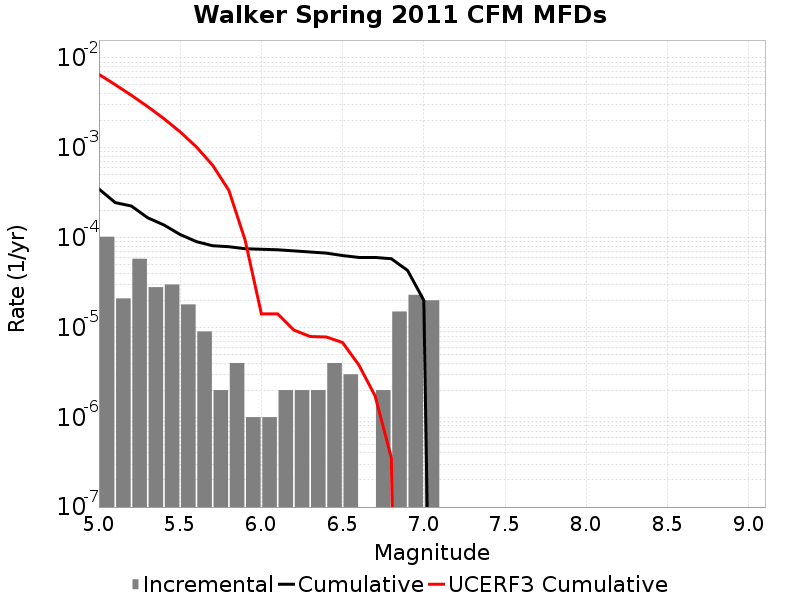 Walker Spring 2011 CFM MFDs
10-2
10-3
10-4
10-5
10-6
10-7
Rate (1/yr)
5.0 5.5 6.0 6.5 7.0 7.5 8.0 8.5 9.0
Magnitude
Incremental Cumulative UCERF3 Cumulative